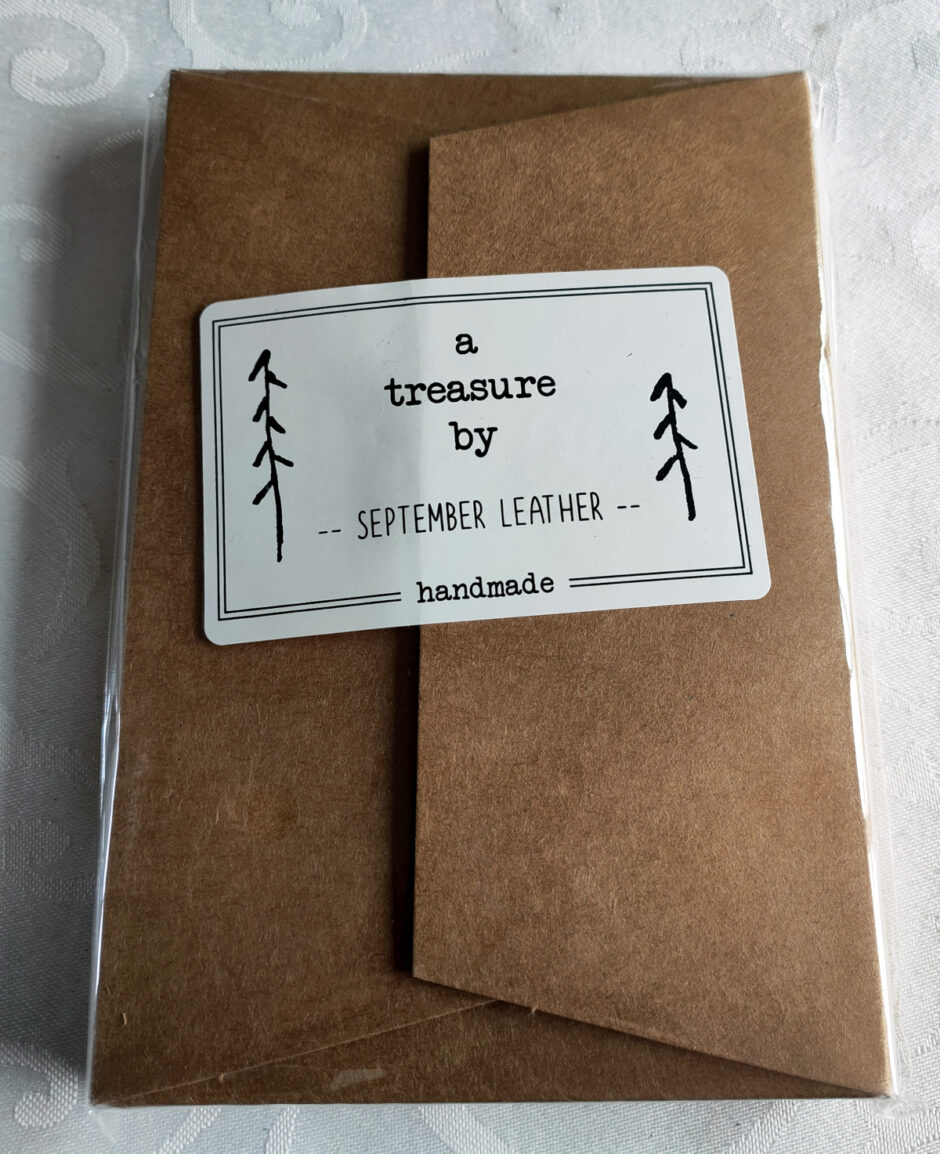 a
treasure
by
-- SEPTEMBER LEATHER --
handmade